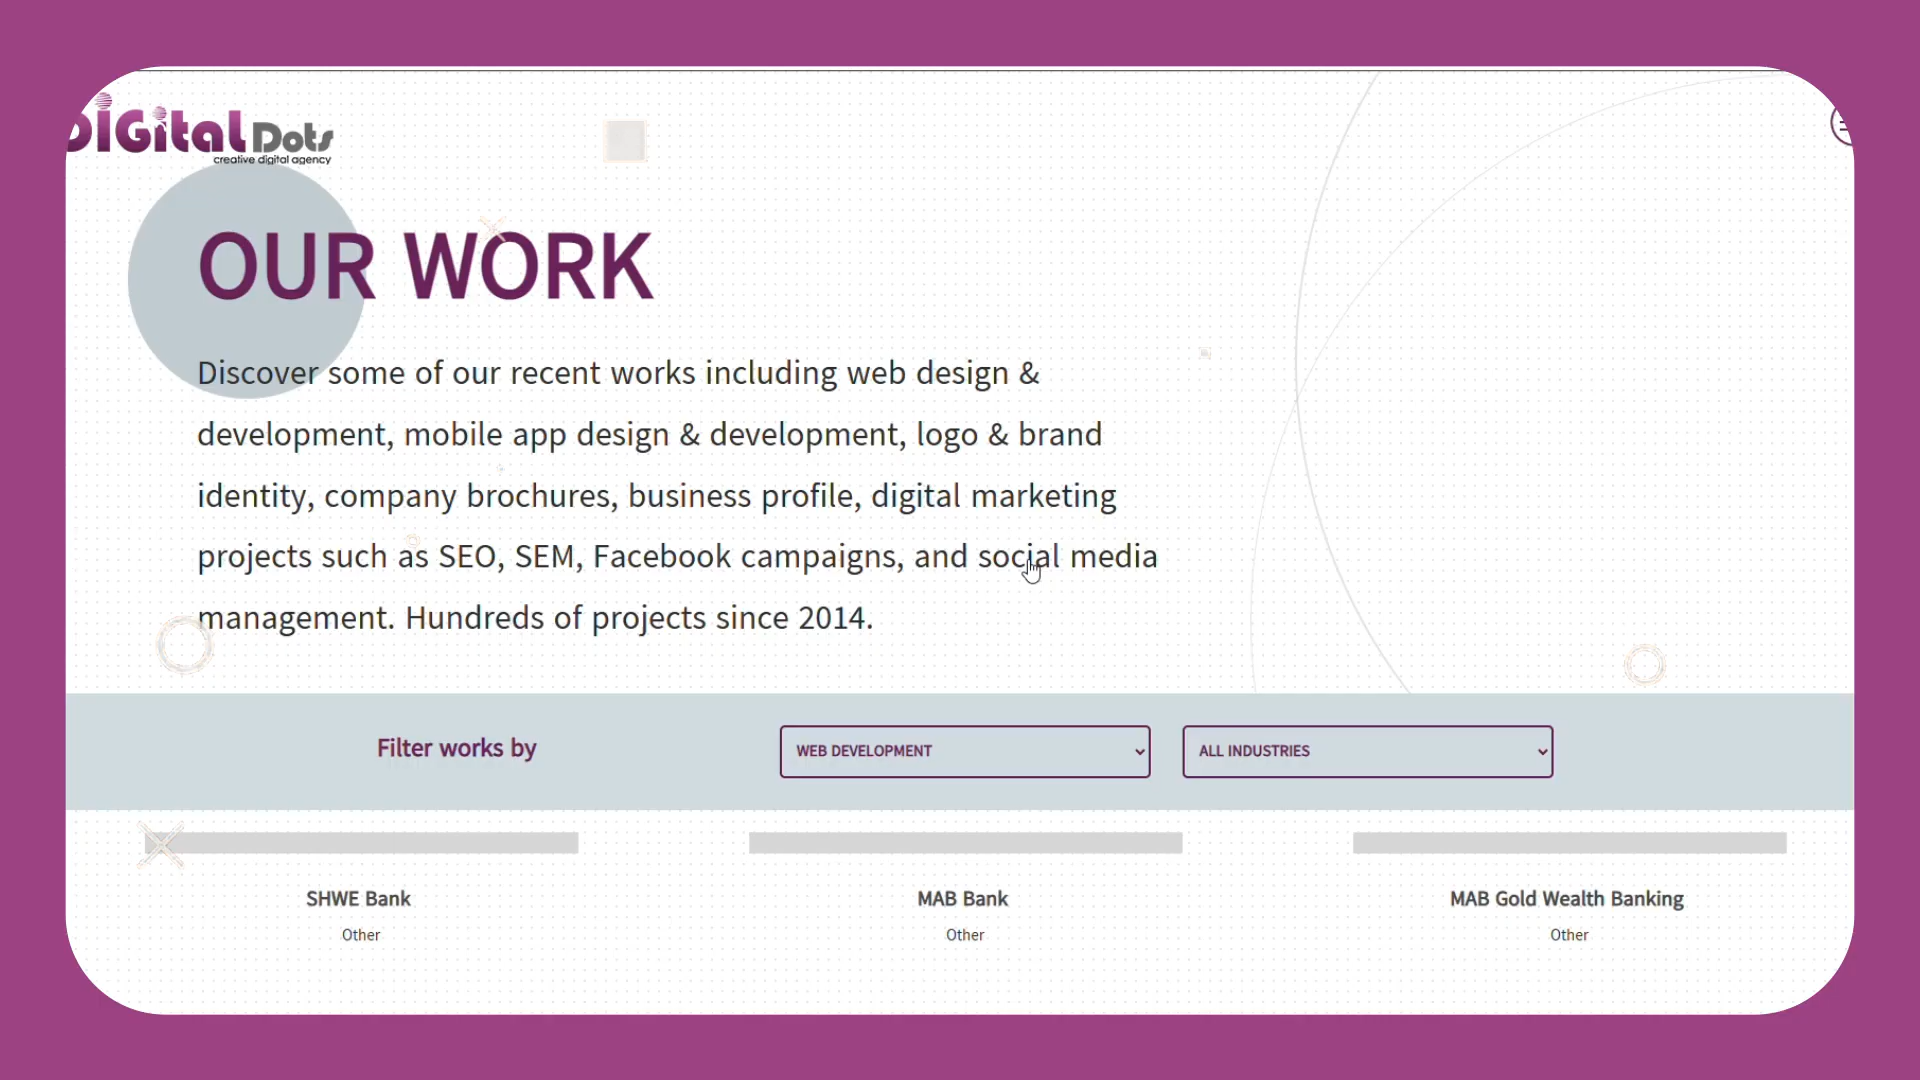 DiGital Dots
creative digital agency
OUR WORK
Discover some of our recent works including web design &
development, mobile app design & development, logo & brand
identity, company brochures, business profile, digital marketing
projects such as SEO, SEM, Facebook campaigns, and social media
management. Hundreds of projects since 2014.
Filter works by
WEB DEVELOPMENT
ALL INDUSTRIES
SHWE Bank
MAB Bank
MAB Gold Wealth Banking
Other
Other
Other